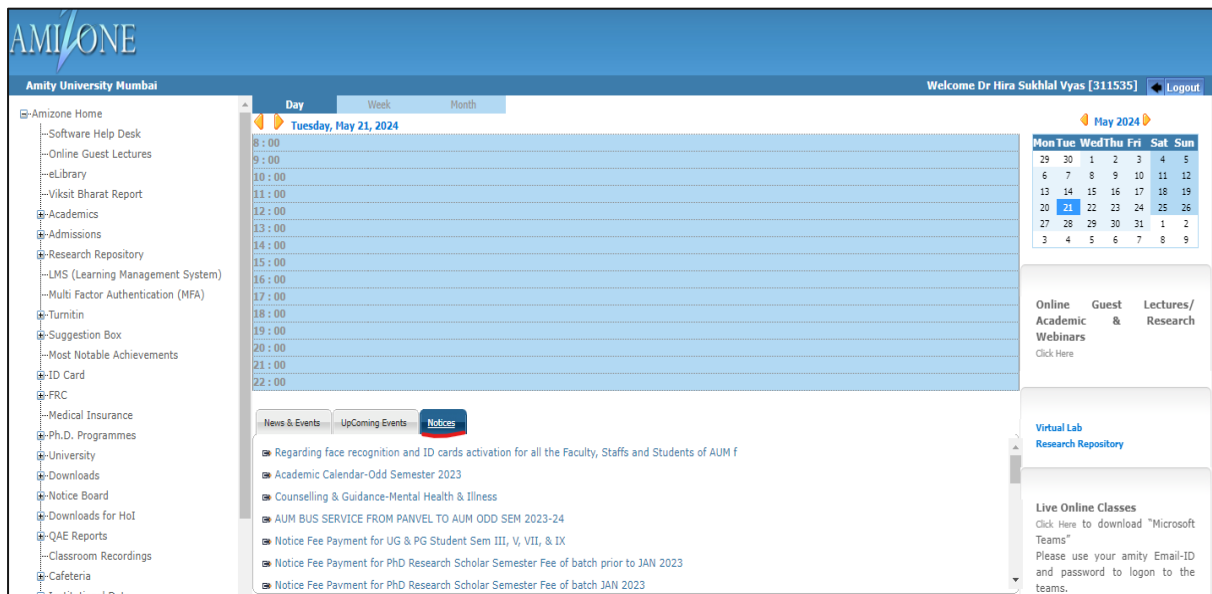 AMIZONE
Amity University Mumbai
Welcome Dr Hira Sukhlal Vyas [311535]
Logout
Amizone Home
Software Help Desk
Online Guest Lectures
eLibrary
Viksit Bharat Report
Academics
Admissions
Research Repository
LMS (Learning Management System)
Multi Factor Authentication (MFA)
Turnitin
Suggestion Box
Most Notable Achievements
ID Card
FRC
Medical Insurance
Ph.D. Programmes
University
Downloads
Notice Board
Downloads for HoI
QAE Reports
Classroom Recordings
Cafeteria
Day Week Month
Tuesday, May 21, 2024
8 : 00
9 : 00
10 : 00
11 : 00
12 : 00
13 : 00
14 : 00
15 : 00
16 : 00
17 : 00
18 : 00
19 : 00
20 : 00
21 : 00
22 : 00
News & Events UpComing Events Notices
Regarding face recognition and ID cards activation for all the Faculty, Staffs and Students of AUM f
Academic Calendar-Odd Semester 2023
Counselling & Guidance-Mental Health & Illness
AUM BUS SERVICE FROM PANVEL TO AUM ODD SEM 2023-24
Notice Fee Payment for UG & PG Student Sem III, V, VII, & IX
Notice Fee Payment for PhD Research Scholar Semester Fee of batch prior to JAN 2023
Notice Fee Payment for PhD Research Scholar Semester Fee of batch JAN 2023
May 2024
Mon Tue Wed Thu Fri Sat Sun
29 30 1 2 3 4 5
6 7 8 9 10 11 12
13 14 15 16 17 18 19
20 21 22 23 24 25 26
27 28 29 30 31 1 2
3 4 5 6 7 8 9
Online Guest Lectures/
Academic & Research
Webinars
Click Here
Virtual Lab
Research Repository
Live Online Classes
Click Here to download "Microsoft
Teams"
Please use your amity Email-ID
and password to logon to the
teams.